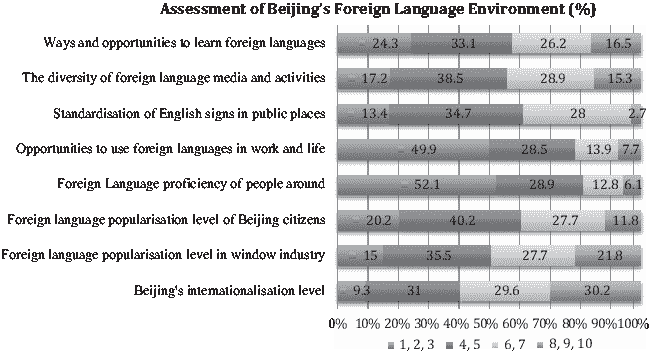 Assessment of Beijing's Foreign Language Environment (%)
Ways and opportunities to learn foreign languages 24.3 33.1 26.2 16.5
The diversity of foreign language media and activities 17.2 38.5 28.9 15.3
Standardisation of English signs in public places 13.4 34.7 28 2.7
Opportunities to use foreign languages in work and life 49.9 28.5 13.9 7.7
Foreign Language proficiency of people around 52.1 28.9 12.8 6.1
Foreign language popularisation level of Beijing citizens 20.2 40.2 27.7 11.8
Foreign language popularisation level in window industry 15 35.5 27.7 21.8
Beijing's internationalisation level 9.3 31 29.6 30.2
0% 10% 20% 30% 40% 50% 60% 70% 80% 90% 100%
1, 2, 3 4, 5 6, 7 8, 9, 10